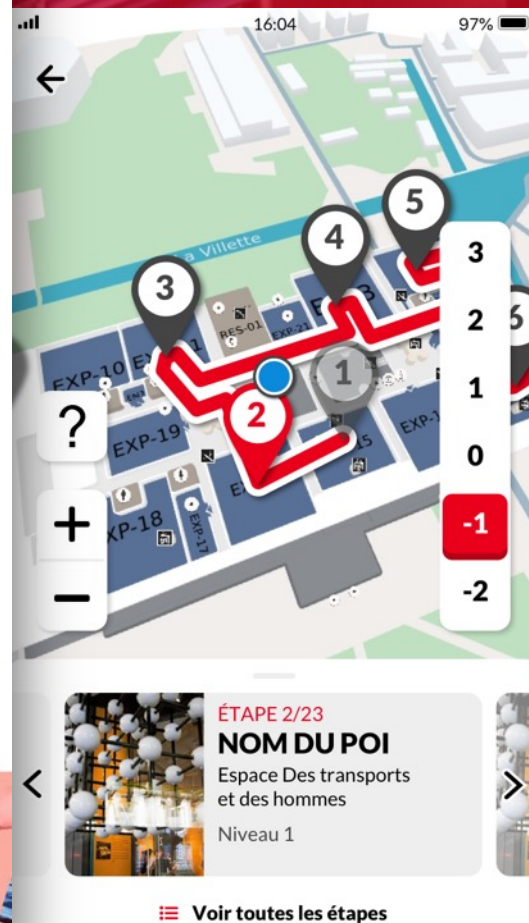 16:04
97%
La Villette
5
4
3
3
RES-01
EXP-21
2
6
1
EXP-10
1
?
EXP-19
2
0
+
EXP-18
EXP-17
-1
−
-2
ÉTAPE 2/23
NOM DU POI
Espace Des transports
et des hommes
Niveau 1
Voir toutes les étapes